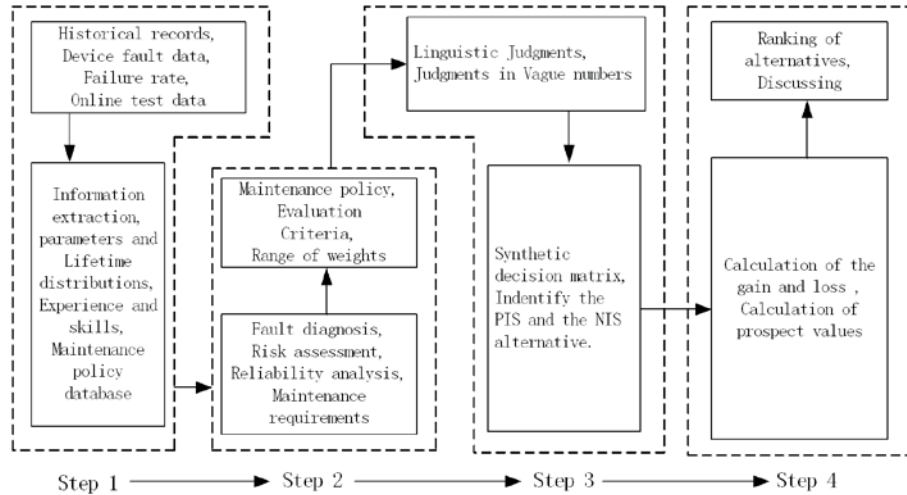 Historical records,
Device fault data,
Failure rate,
Online test data
Information
extraction,
parameters and
Lifetime
distributions,
Experience and
skills,
Maintenance
policy
database
Maintenance policy,
Evaluation
Criteria,
Range of weights
Fault diagnosis,
Risk assessment,
Reliability analysis,
Maintenance
requirements
Linguistic Judgments,
Judgments in Vague numbers
Synthetic
decision matrix,
Indentify the
PIS and the NIS
alternative.
Ranking of
alternatives,
Discussing
Calculation of the
gain and loss ,
Calculation of
prospect values
Step 1
Step 2
Step 3
Step 4